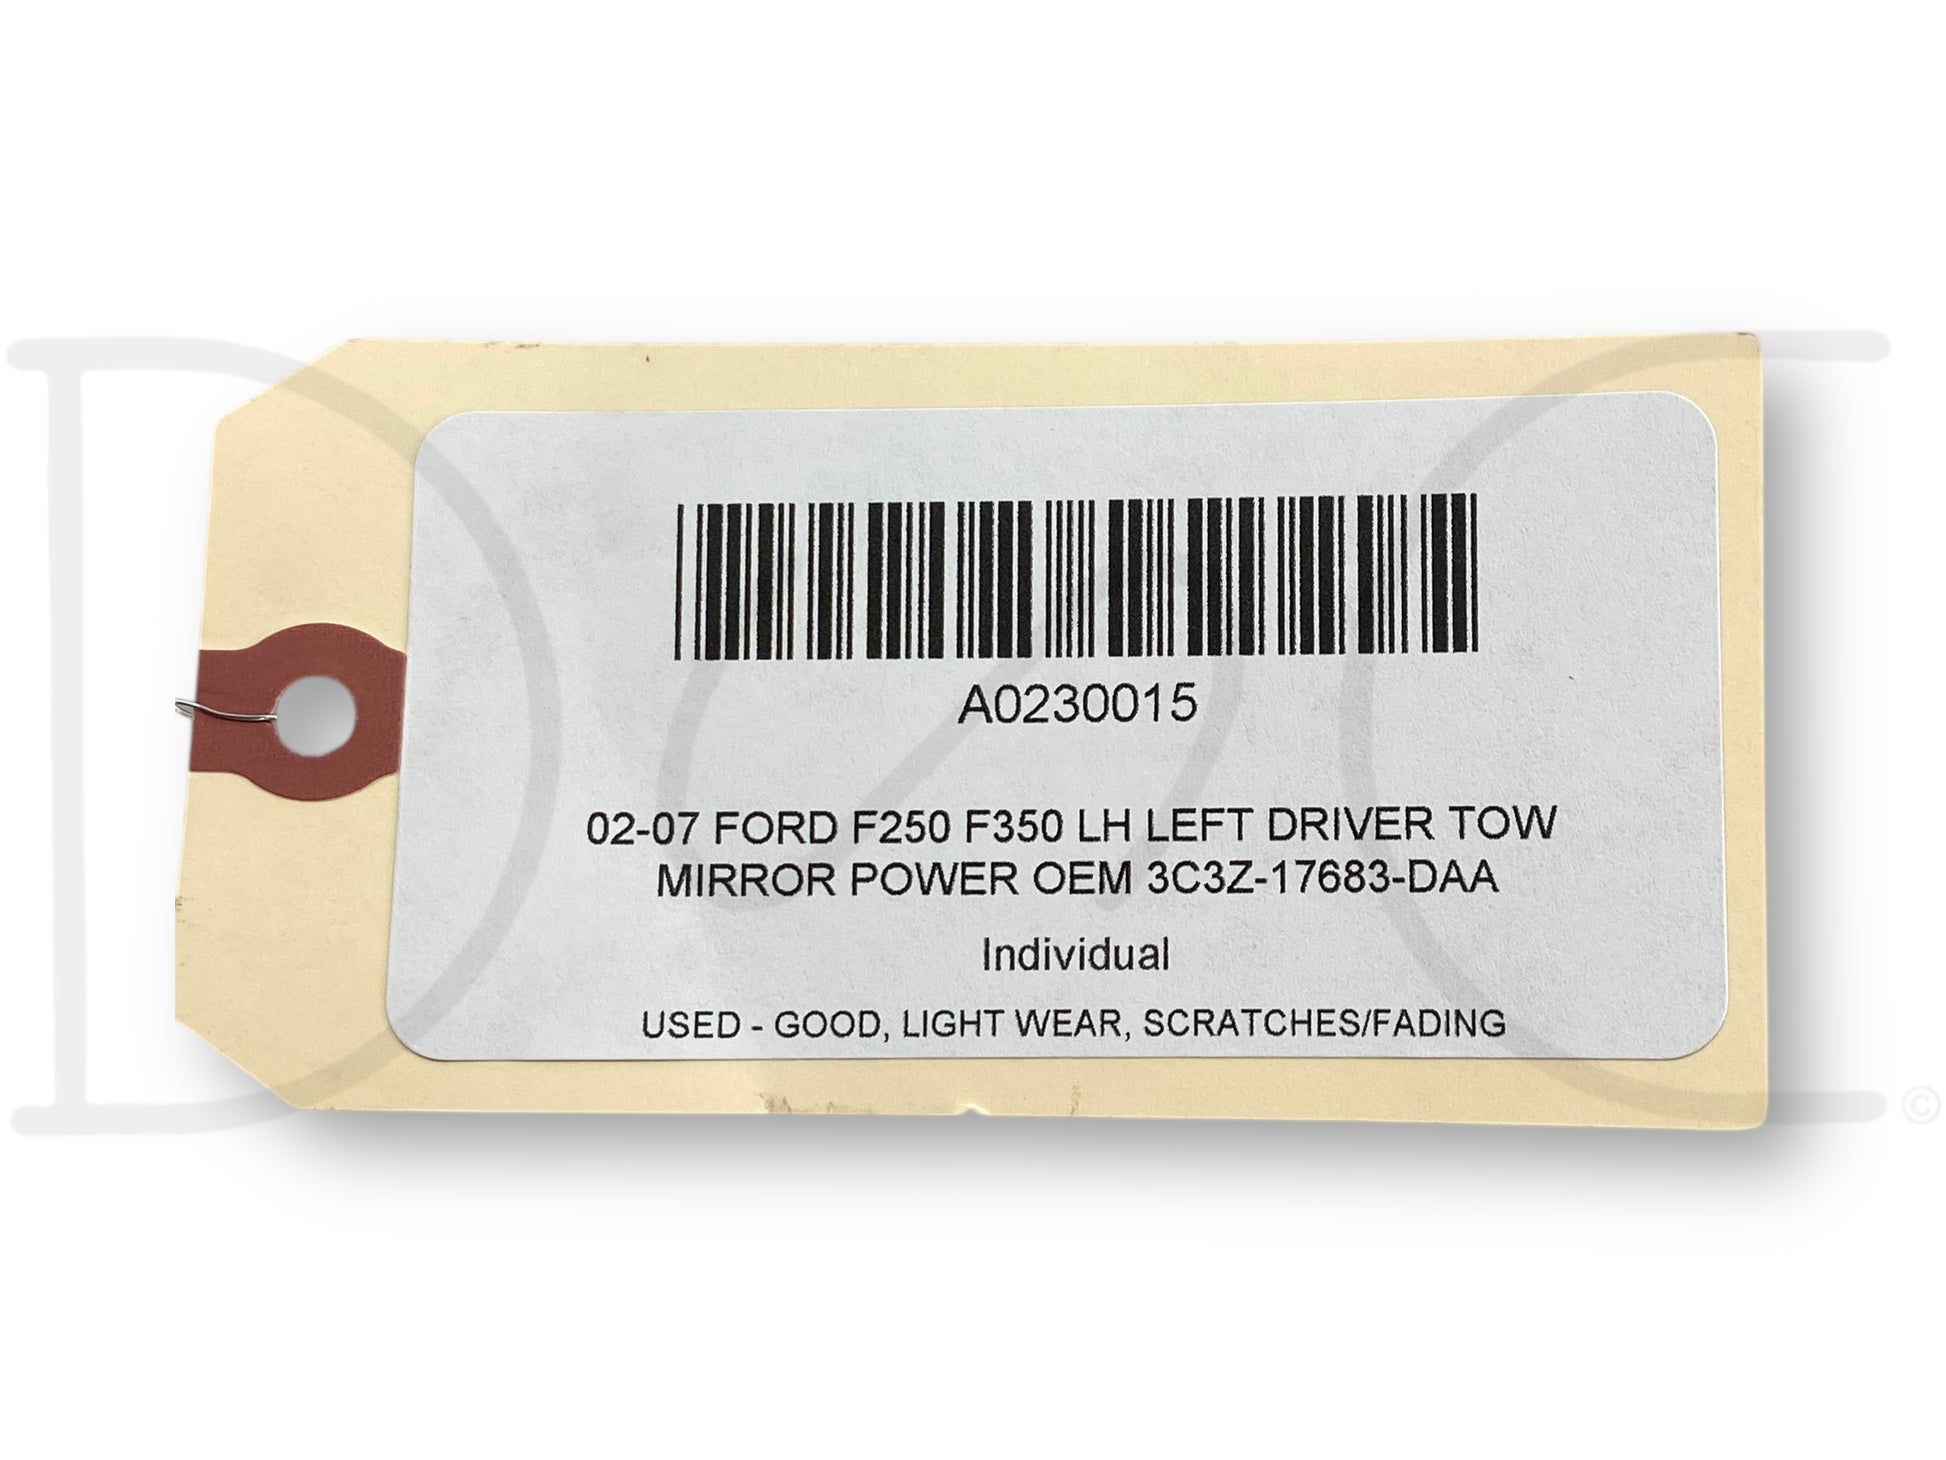 A0230015
02-07 FORD F250 F350 LH LEFT DRIVER TOW
MIRROR POWER OEM 3C3Z-17683-DAA
Individual
USED - GOOD, LIGHT WEAR, SCRATCHES/FADING
©